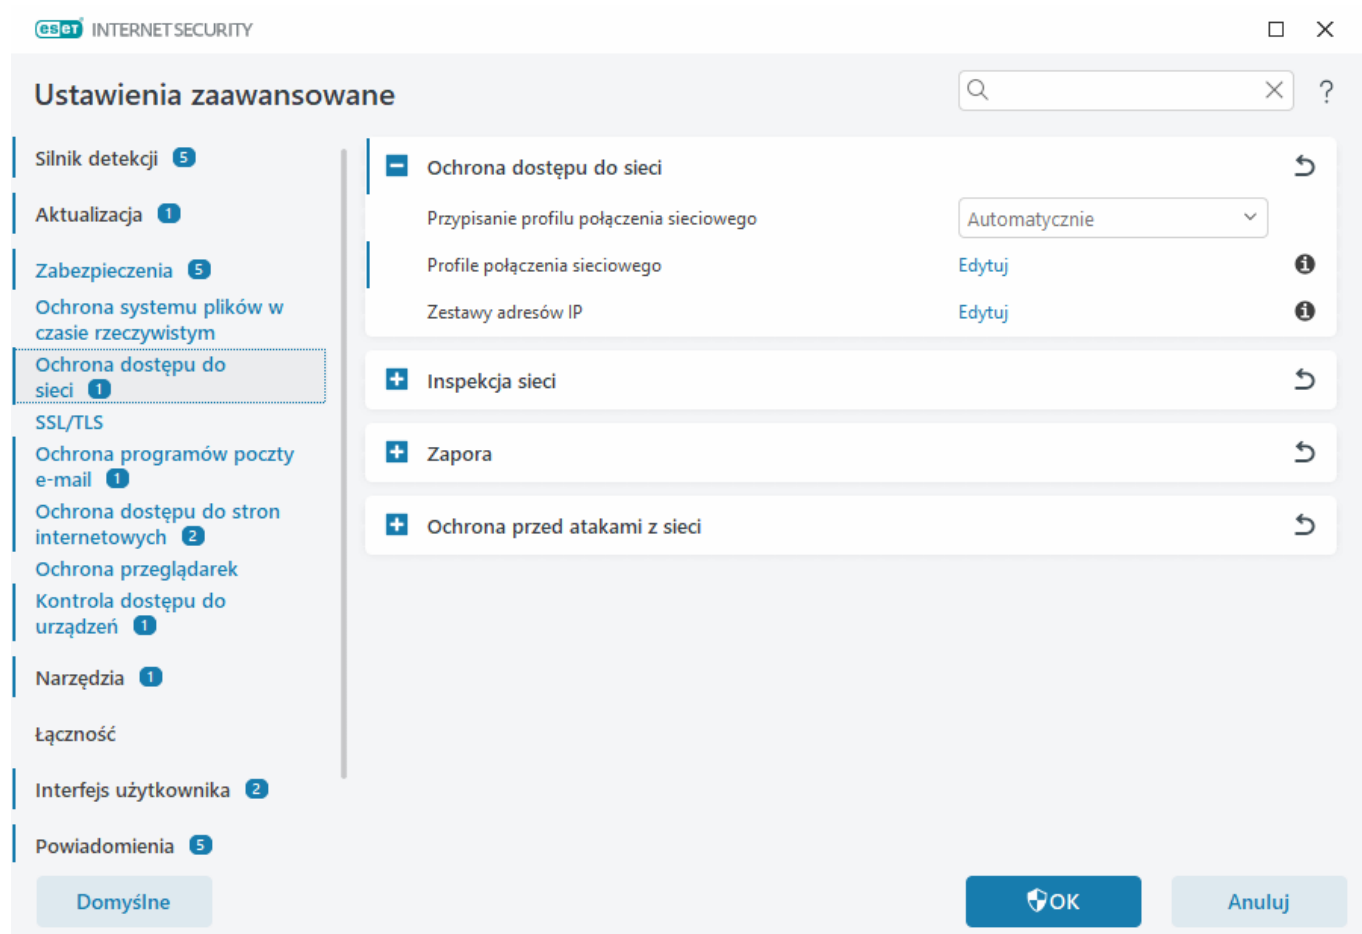 eset INTERNET SECURITY
Ustawienia zaawansowane
?
Silnik detekcji 5
Aktualizacja 1
Zabezpieczenia 5
Ochrona systemu plików w
czasie rzeczywistym
Ochrona dostępu do
sieci 1
SSL/TLS
Ochrona programów poczty
e-mail 1
Ochrona dostępu do stron
internetowych 2
Ochrona przeglądarek
Kontrola dostępu do
urządzeń 1
Narzędzia 1
Łączność
Interfejs użytkownika 2
Powiadomienia 5
Ochrona dostępu do sieci
Przypisanie profilu połączenia sieciowego Automatycznie
Profile połączenia sieciowego Edytuj
Zestawy adresów IP Edytuj
Inspekcja sieci
Zapora
Ochrona przed atakami z sieci
Domyślne OK Anuluj